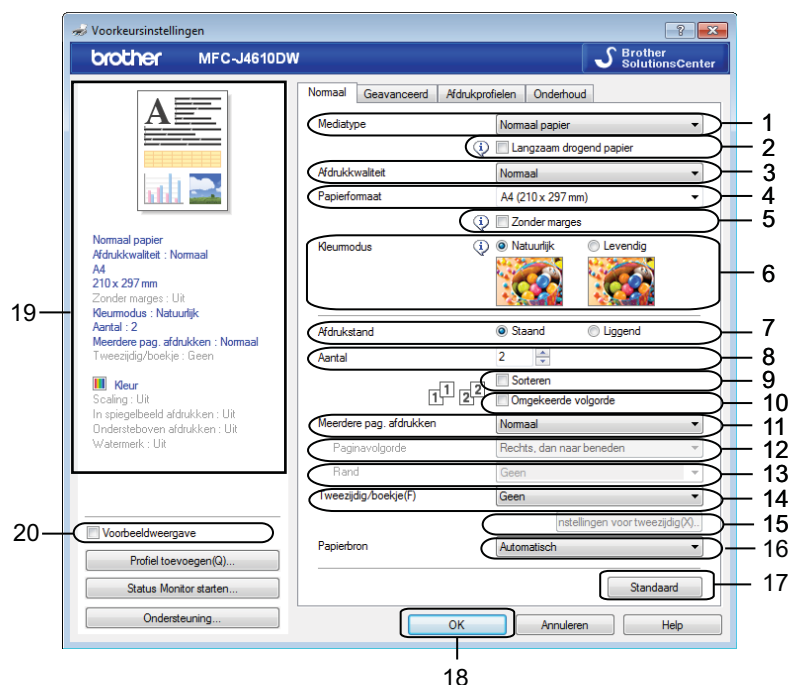 Voorkeursinstellingen
brother MFC-J4610DW
Brother
SolutionsCenter
Normaal Geavanceerd Afdrukprofielen Onderhoud
A
Normaal papier
Afdrukkwaliteit : Normaal
A4
210 x 297 mm
Zonder marges : Uit
Kleurmodus : Natuurlijk
Aantal : 2
Meerdere pag. afdrukken : Normaal
Tweezijdig/boekje : Geen
Kleur
Scaling : Uit
In spiegelbeeld afdrukken : Uit
Ondersteboven afdrukken : Uit
Watermerk : Uit
19
20 Voorbeeldweergave
Profiel toevoegen(Q)...
Status Monitor starten...
Ondersteuning...
Mediatype Normaal papier 1
Langzaam drogend papier 2
Afdrukkwaliteit Normaal 3
Papierformaat A4 (210 x 297 mm) 4
Zonder marges 5
Kleurmodus Natuurlijk Levendig 6
Afdrukstand Staand Liggend 7
Aantal 2 8
1 1 2 2
Sorteren 9
Omgekeerde volgorde 10
Meerdere pag. afdrukken Normaal 11
Paginavolgorde Rechts, dan naar beneden 12
Rand Geen 13
Tweezijdig/boekje(F) Geen 14
nstellingen voor tweezijdig(X)... 15
Papierbron Automatisch 16
Standaard 17
OK Annuleren Help
18